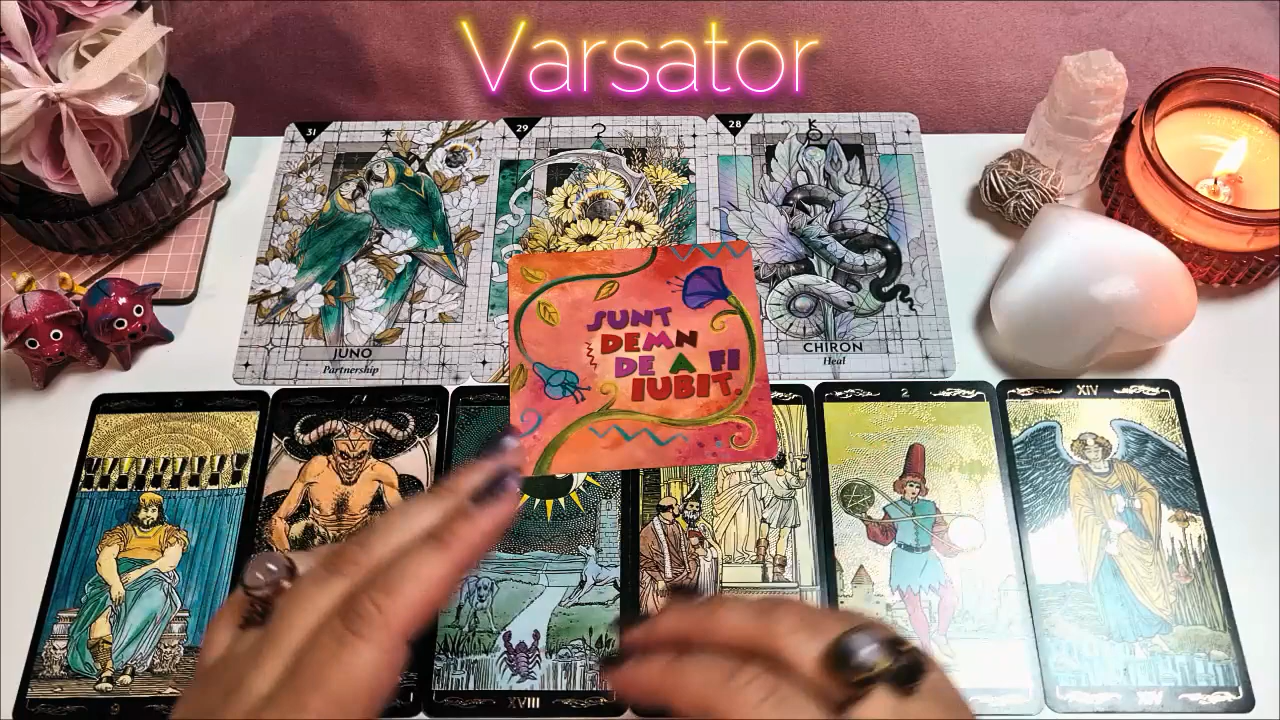 Varsator
31
29
28
JUNO
Partnership
CHIRON
Heal
SUNT
DEMN
DE A FI
IUBIT.
2
XIV
XVIII